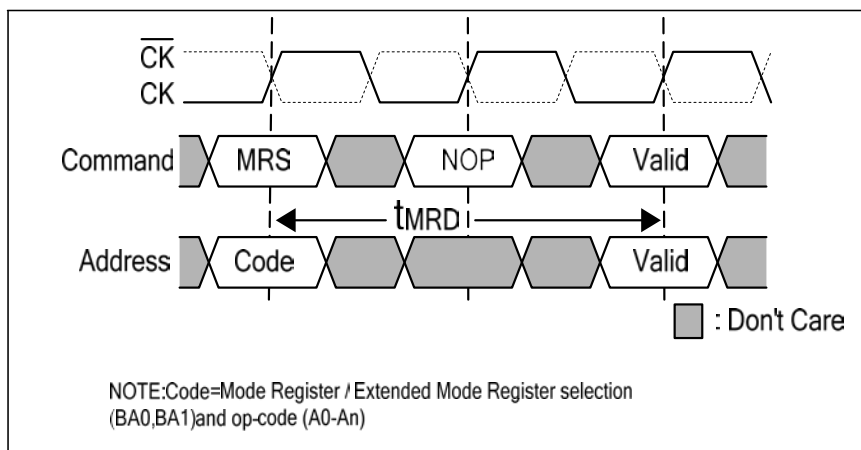 CK
CK
Command MRS NOP Valid
tMRD
Address Code Valid
: Don't Care
NOTE:Code=Mode Register / Extended Mode Register selection
(BA0,BA1)and op-code (A0-An)